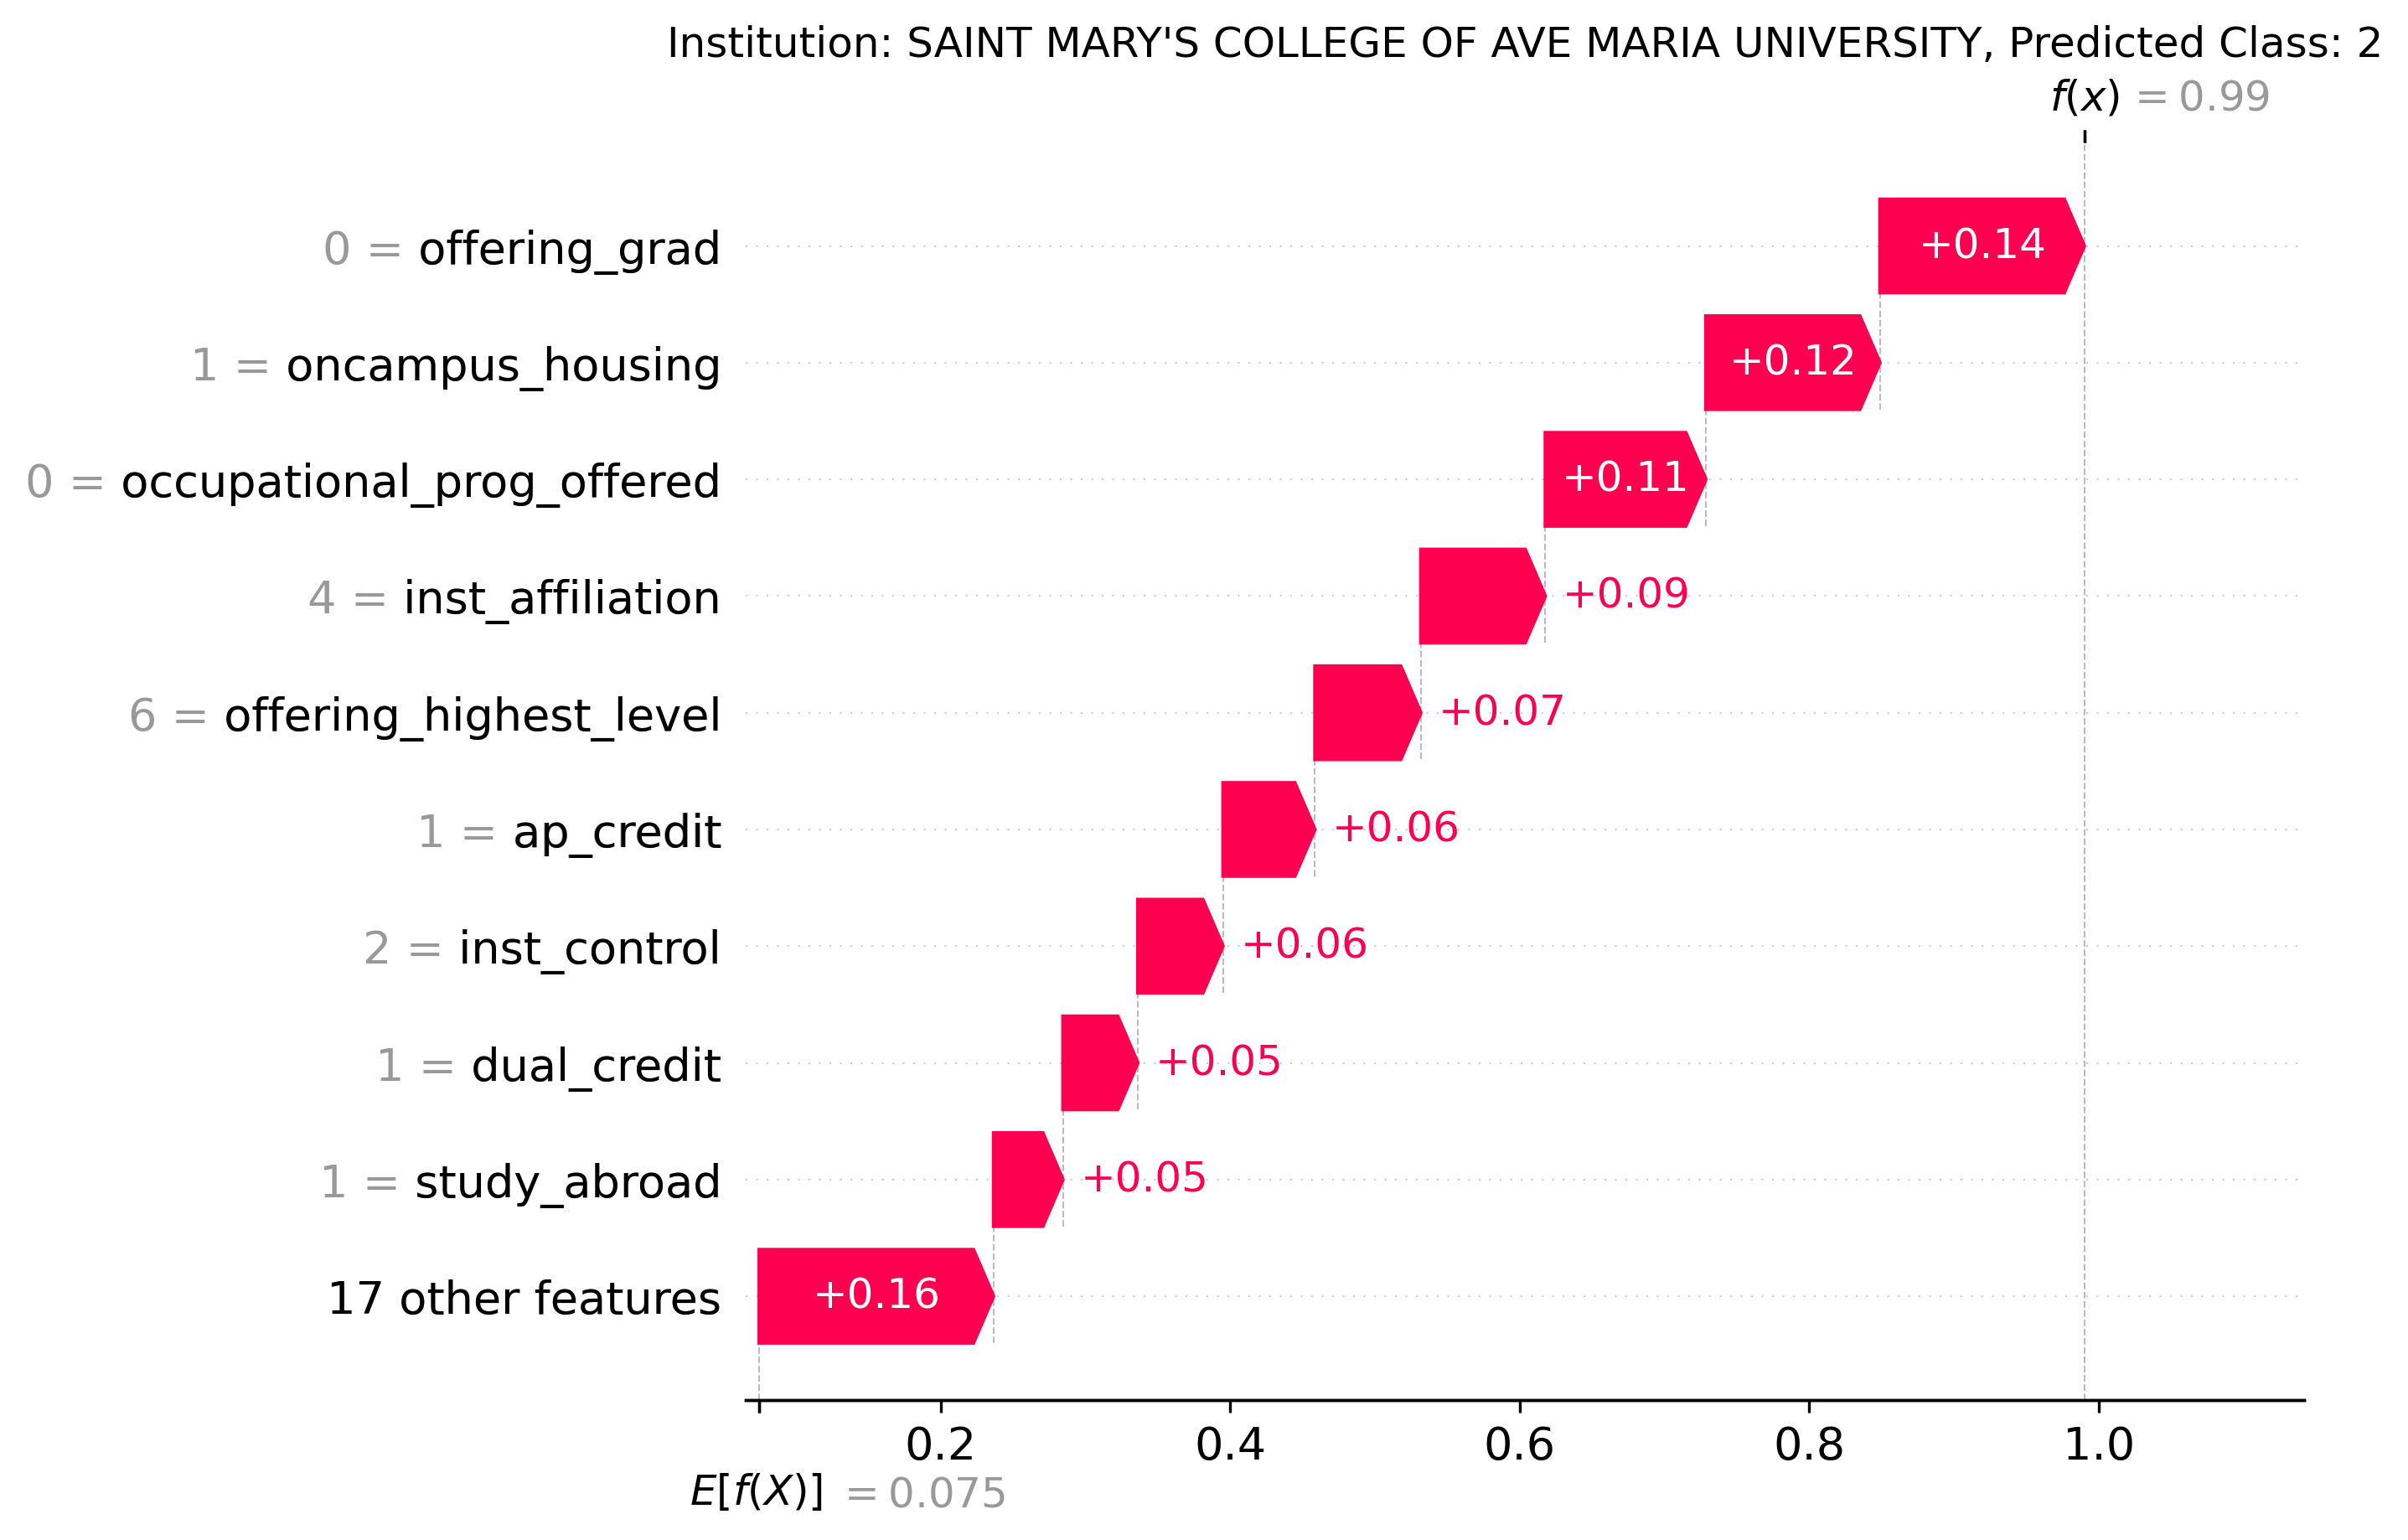 Institution: SAINT MARY'S COLLEGE OF AVE MARIA UNIVERSITY, Predicted Class: 2
f(x) = 0.99
0 = offering_grad +0.14
1 = oncampus_housing +0.12
0 = occupational_prog_offered +0.11
4 = inst_affiliation +0.09
6 = offering_highest_level +0.07
1 = ap_credit +0.06
2 = inst_control +0.06
1 = dual_credit +0.05
1 = study_abroad +0.05
17 other features +0.16
0.2 0.4 0.6 0.8 1.0
E[f(X)] = 0.075